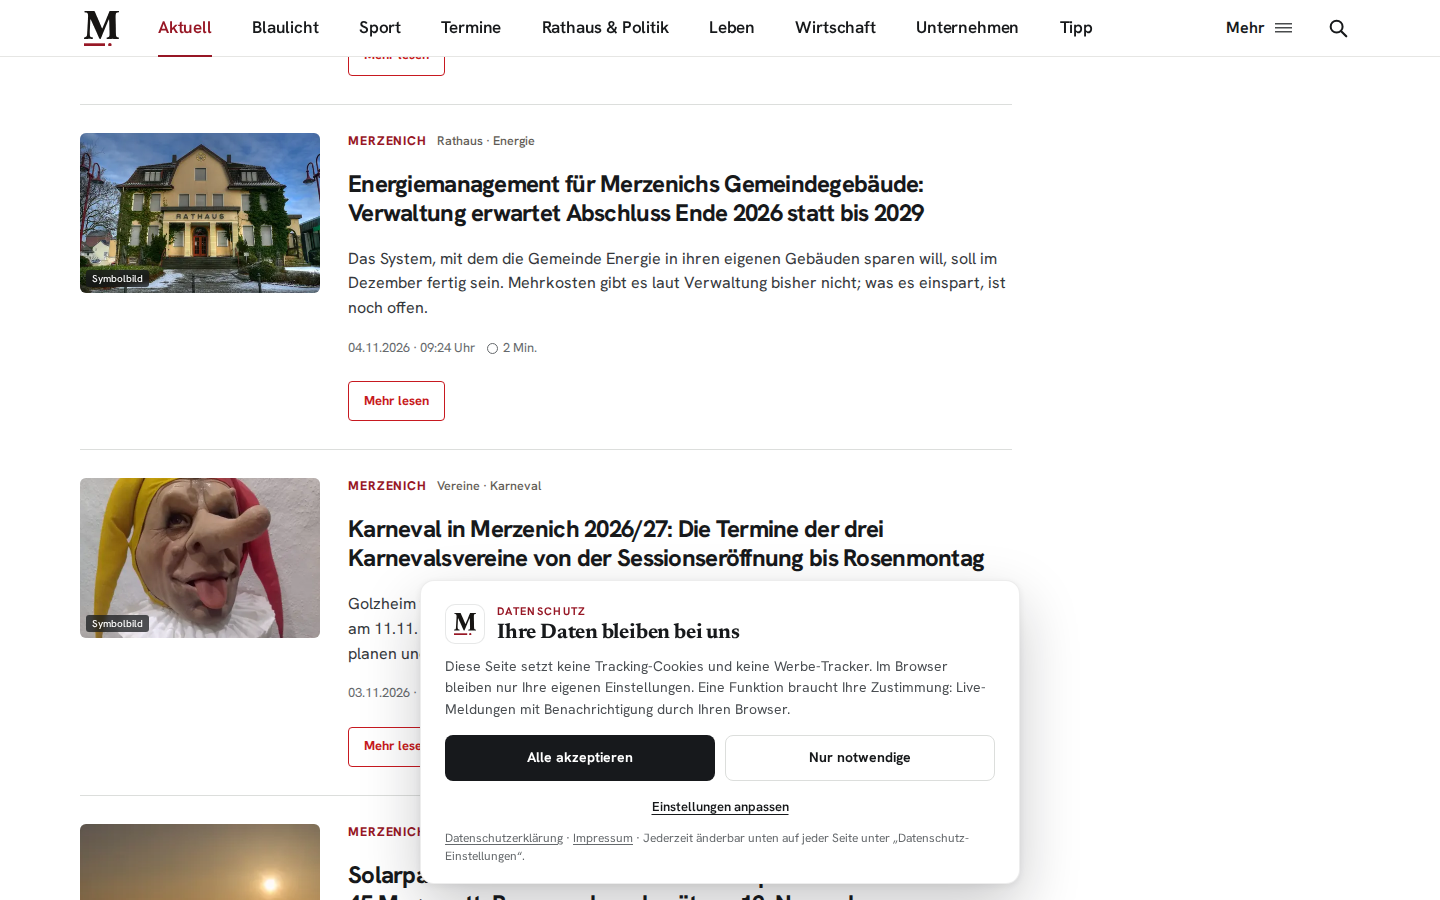 M
Aktuell
Blaulicht
Sport
Termine
Rathaus & Politik
Leben
Wirtschaft
Unternehmen
Tipp
Mehr
Mehr lesen
RATHAUS
Symbolbild
MERZENICH Rathaus · Energie
Energiemanagement für Merzenichs Gemeindegebäude:
Verwaltung erwartet Abschluss Ende 2026 statt bis 2029
Das System, mit dem die Gemeinde Energie in ihren eigenen Gebäuden sparen will, soll im
Dezember fertig sein. Mehrkosten gibt es laut Verwaltung bisher nicht; was es einspart, ist
noch offen.
04.11.2026 · 09:24 Uhr 2 Min.
Mehr lesen
Symbolbild
MERZENICH Vereine · Karneval
Karneval in Merzenich 2026/27: Die Termine der drei
Karnevalsvereine von der Sessionseröffnung bis Rosenmontag
Golzheim
am 11.11.
planen
03.11.2026 ·
Mehr
M
DATENSCHUTZ
Ihre Daten bleiben bei uns
Diese Seite setzt keine Tracking-Cookies und keine Werbe-Tracker. Im Browser
bleiben nur Ihre eigenen Einstellungen. Eine Funktion braucht Ihre Zustimmung: Live-
Meldungen mit Benachrichtigung durch Ihren Browser.
Alle akzeptieren
Nur notwendige
Einstellungen anpassen
Datenschutzerklärung · Impressum · Jederzeit änderbar unten auf jeder Seite unter „Datenschutz-
Einstellungen“.
MERZENICH